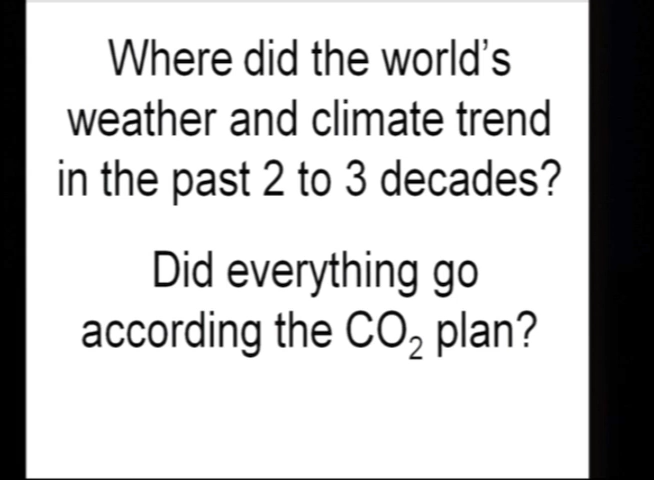 Where did the world's
weather and climate trend
in the past 2 to 3 decades?
Did everything go
according the CO₂ plan?